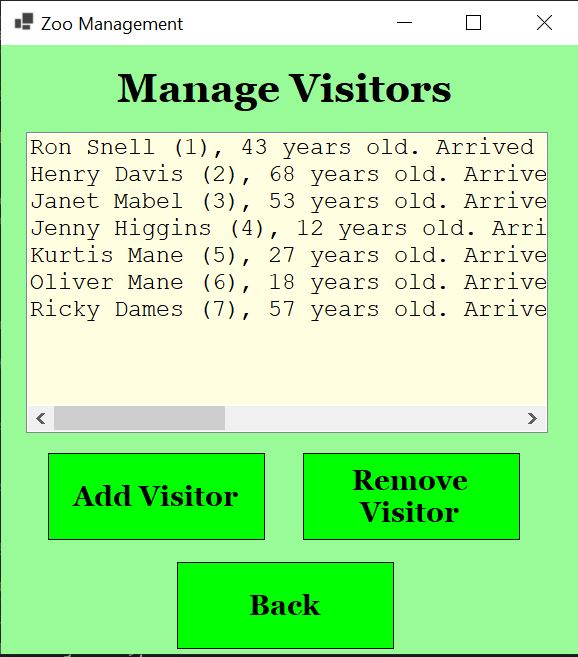 Zoo Management
Manage Visitors
Ron Snell (1), 43 years old. Arrived
Henry Davis (2), 68 years old. Arrive
Janet Mabel (3), 53 years old. Arrive
Jenny Higgins (4), 12 years old. Arri
Kurtis Mane (5), 27 years old. Arrive
Oliver Mane (6), 18 years old. Arrive
Ricky Dames (7), 57 years old. Arrive
Add Visitor
Remove
Visitor
Back